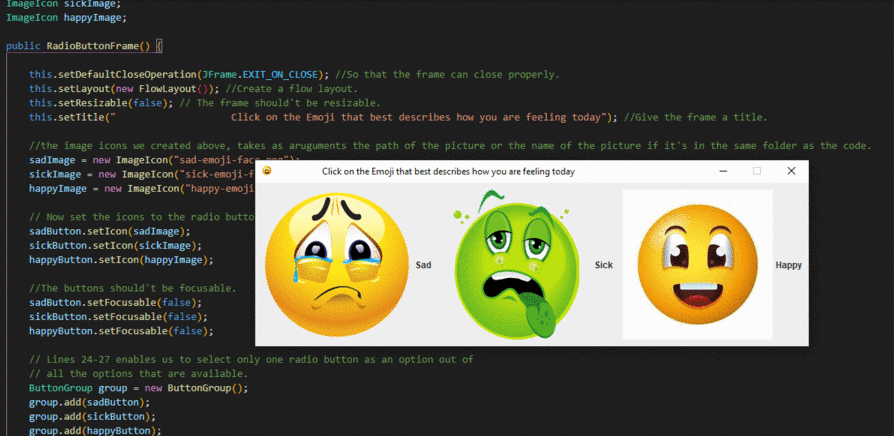 ImageIcon sickImage;
ImageIcon happyImage;
public RadioButtonFrame() {
this.setDefaultCloseOperation(JFrame.EXIT_ON_CLOSE); //So that the frame can close properly.
this.setLayout(new FlowLayout()); //Create a flow layout.
this.setResizable(false); // The frame should't be resizable.
this.setTitle(" Click on the Emoji that best describes how you are feeling today"); //Give the frame a title.
//the image icons we created above, takes as aruguments the path of the picture or the name of the picture if it's in the same folder as the code.
sadImage = new ImageIcon("sad-emoji-face.png");
sickImage = new ImageIcon("sick-emoji-f
happyImage = new ImageIcon("happy-emoji
// Now set the icons to the radio butto
sadButton.setIcon(sadImage);
sickButton.setIcon(sickImage);
happyButton.setIcon(happyImage);
//The buttons should't be focusable.
sadButton.setFocusable(false);
sickButton.setFocusable(false);
happyButton.setFocusable(false);
// Lines 24-27 enables us to select only one radio button as an option out of
// all the options that are available.
ButtonGroup group = new ButtonGroup();
group.add(sadButton);
group.add(sickButton);
group.add(happyButton);
Click on the Emoji that best describes how you are feeling today
Sad
Sick
Happy